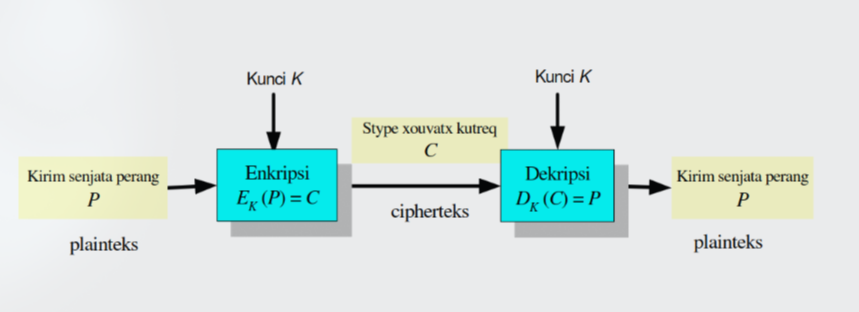 Kunci K
Kunci K
Stype xouvatx kutreq
C
Kirim senjata perang
P
plainteks
Enkripsi
E_K (P) = C
cipherteks
Dekripsi
D_K (C) = P
Kirim senjata perang
P
plainteks